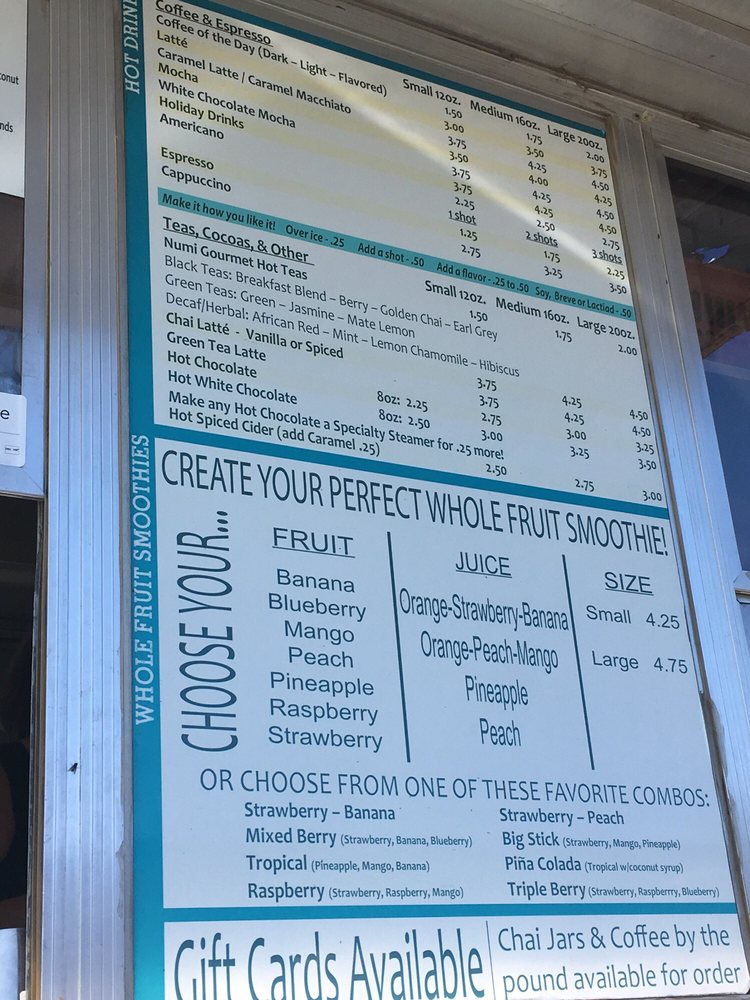 onut
nds
e
HOT DRIN
Coffee & Espresso Small 12oz. Medium 16oz. Large 20oz.
Coffee of the Day (Dark – Light – Flavored) 1.50 1.75 2.00
Latté 3.00 3.50 3.75
Caramel Latte / Caramel Macchiato 3.75 4.25 4.50
Mocha 3.50 4.00 4.25
White Chocolate Mocha 3.75 4.25 4.50
Holiday Drinks 3.75 4.25 4.50
Americano 2.25 2.50 2.75
1 shot 2 shots 3 shots
Espresso 1.25 1.75 2.25
Cappuccino 2.75 3.25 3.50
Make it how you like it! Over ice - .25 Add a shot - .50 Add a flavor - .25 to .50 Soy, Breve or Lactiad - .50
Teas, Cocoas, & Other Small 12oz. Medium 16oz. Large 20oz.
Numi Gourmet Hot Teas 1.50 1.75 2.00
Black Teas: Breakfast Blend – Berry – Golden Chai – Earl Grey
Green Teas: Green – Jasmine – Mate Lemon
Decaf/Herbal: African Red – Mint – Lemon Chamomile – Hibiscus
Chai Latté - Vanilla or Spiced 3.75 4.25 4.50
Green Tea Latte 3.75 4.25 4.50
Hot Chocolate 8oz: 2.25 2.75 3.00 3.25
Hot White Chocolate 8oz: 2.50 3.00 3.25 3.50
Make any Hot Chocolate a Specialty Steamer for .25 more!
Hot Spiced Cider (add Caramel .25) 2.50 2.75 3.00
WHOLE FRUIT SMOOTHIES
CREATE YOUR PERFECT WHOLE FRUIT SMOOTHIE!
CHOOSE YOUR...
FRUIT
Banana
Blueberry
Mango
Peach
Pineapple
Raspberry
Strawberry
JUICE
Orange-Strawberry-Banana
Orange-Peach-Mango
Pineapple
Peach
SIZE
Small 4.25
Large 4.75
OR CHOOSE FROM ONE OF THESE FAVORITE COMBOS:
Strawberry – Banana
Mixed Berry (Strawberry, Banana, Blueberry)
Tropical (Pineapple, Mango, Banana)
Raspberry (Strawberry, Raspberry, Mango)
Strawberry – Peach
Big Stick (Strawberry, Mango, Pineapple)
Piña Colada (Tropical w/coconut syrup)
Triple Berry (Strawberry, Raspberrry, Blueberry)
Gift Cards Available
Chai Jars & Coffee by the
pound available for order